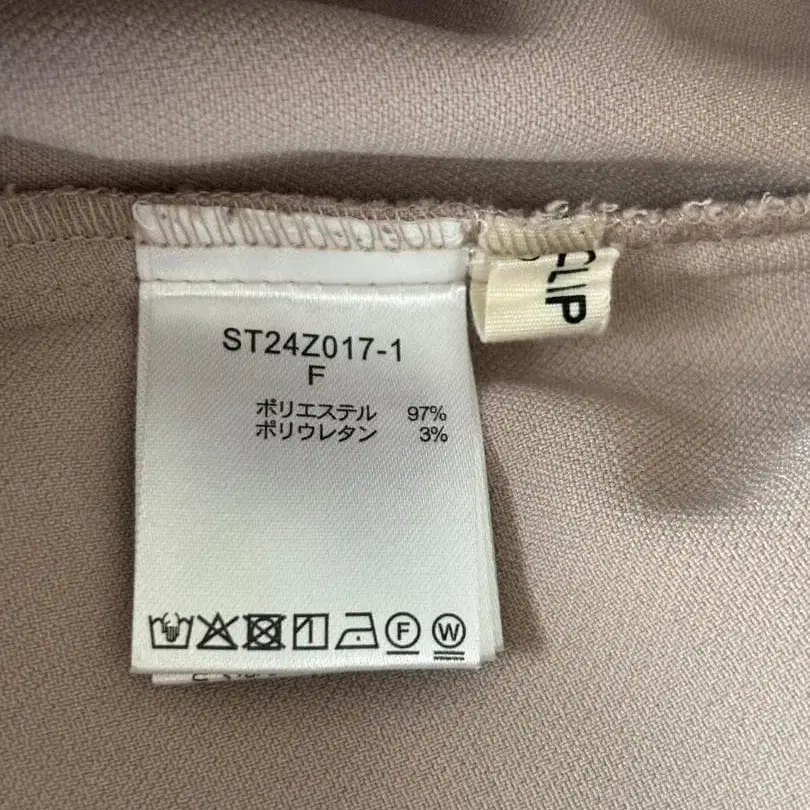 ST24Z017-1
F
ポリエステル 97%
ポリウレタン 3%
F
W
CLIP